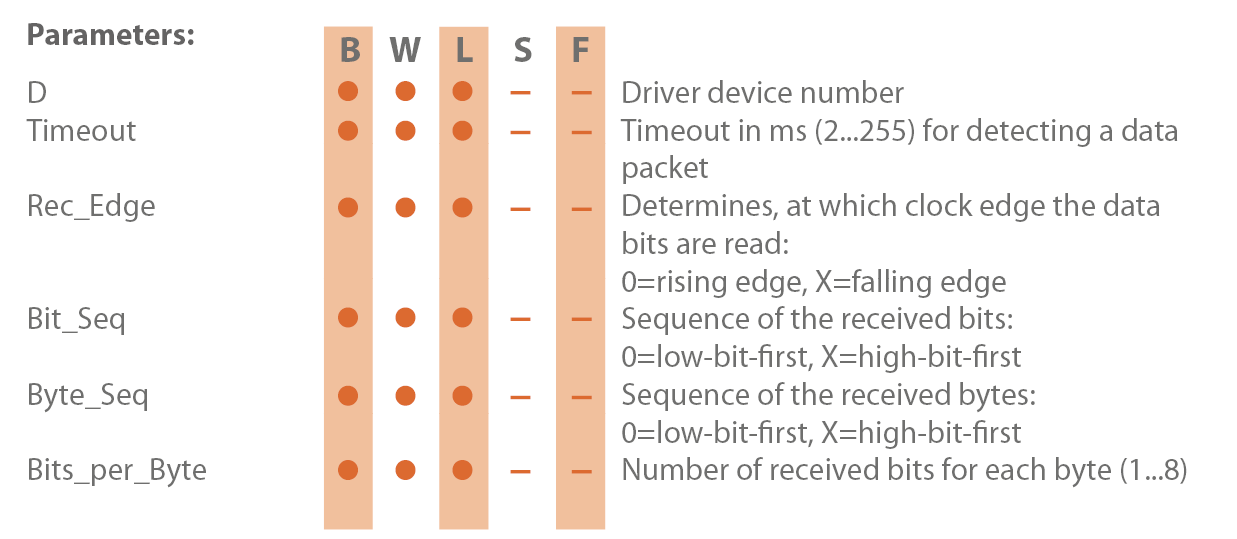 Parameters: B W L S F
D ● ● ● – – Driver device number
Timeout ● ● ● – – Timeout in ms (2...255) for detecting a data
packet
Rec_Edge ● ● ● – – Determines, at which clock edge the data
bits are read:
0=rising edge, X=falling edge
Bit_Seq ● ● ● – – Sequence of the received bits:
0=low-bit-first, X=high-bit-first
Byte_Seq ● ● ● – – Sequence of the received bytes:
0=low-bit-first, X=high-bit-first
Bits_per_Byte ● ● ● – – Number of received bits for each byte (1...8)